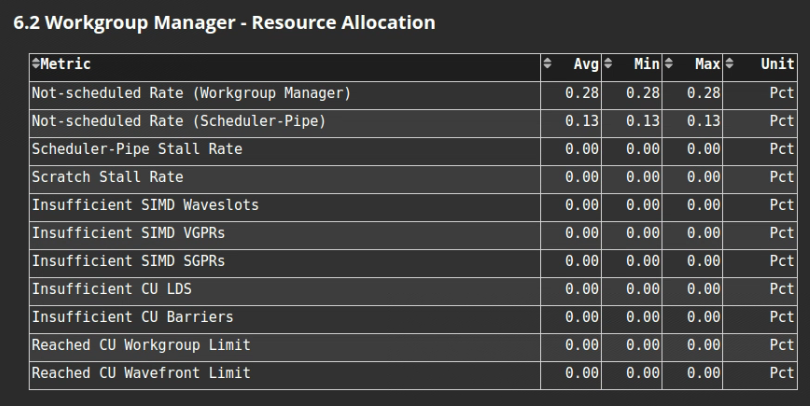 6.2 Workgroup Manager - Resource Allocation
Metric Avg Min Max Unit
Not-scheduled Rate (Workgroup Manager) 0.28 0.28 0.28 Pct
Not-scheduled Rate (Scheduler-Pipe) 0.13 0.13 0.13 Pct
Scheduler-Pipe Stall Rate 0.00 0.00 0.00 Pct
Scratch Stall Rate 0.00 0.00 0.00 Pct
Insufficient SIMD Waveslots 0.00 0.00 0.00 Pct
Insufficient SIMD VGPRs 0.00 0.00 0.00 Pct
Insufficient SIMD SGPRs 0.00 0.00 0.00 Pct
Insufficient CU LDS 0.00 0.00 0.00 Pct
Insufficient CU Barriers 0.00 0.00 0.00 Pct
Reached CU Workgroup Limit 0.00 0.00 0.00 Pct
Reached CU Wavefront Limit 0.00 0.00 0.00 Pct